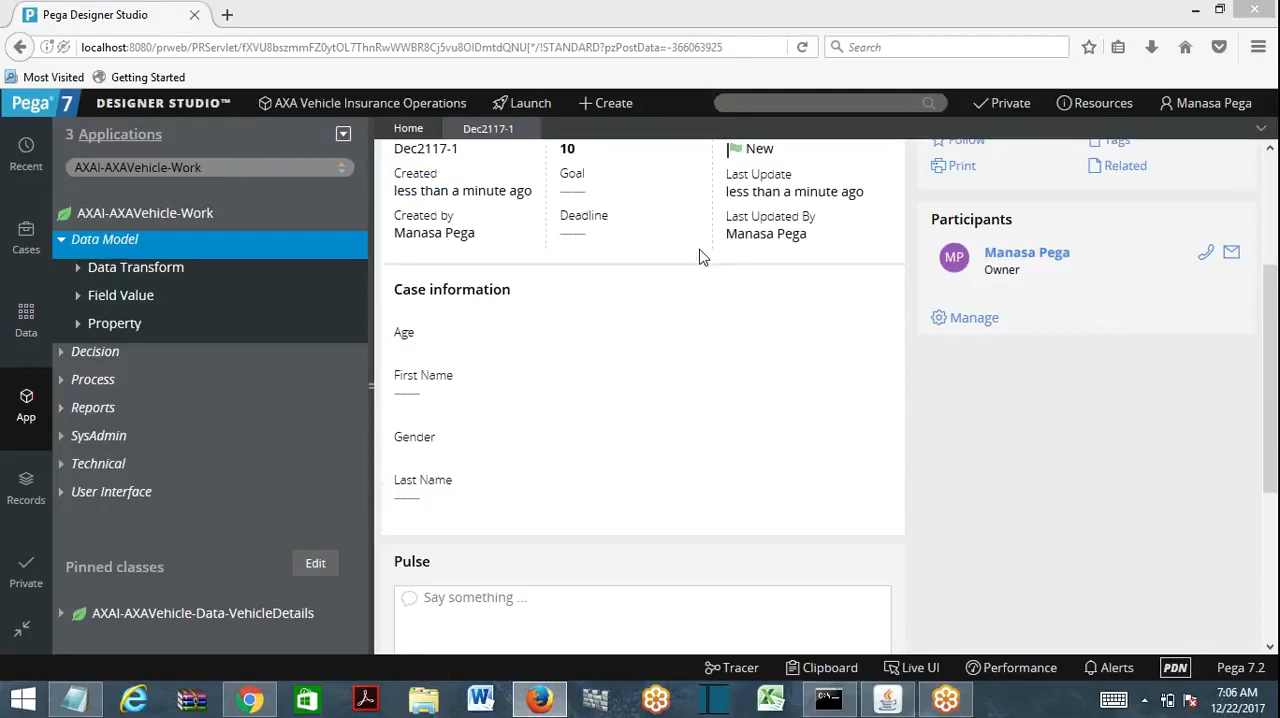 Pega Designer Studio
localhost:8080/prweb/PRServlet/fXVU8bszmmFZ0ytOL7ThnRwWWBR8Cj5vu8OIDmtdQNU[*/!STANDARD?pzPostData=-366063925
Search
Most Visited
Getting Started
Pega 7
DESIGNER STUDIO™
AXA Vehicle Insurance Operations
Launch
Create
Private
Resources
Manasa Pega
Recent
Cases
Data
App
Records
Private
3 Applications
AXAI-AXAVehicle-Work
AXAI-AXAVehicle-Work
Data Model
Data Transform
Field Value
Property
Decision
Process
Reports
SysAdmin
Technical
User Interface
Pinned classes
Edit
AXAI-AXAVehicle-Data-VehicleDetails
Home
Dec2117-1
Dec2117-1
10
New
Created
Goal
Last Update
less than a minute ago
less than a minute ago
Created by
Deadline
Last Updated By
Manasa Pega
Manasa Pega
Case information
Age
First Name
Gender
Last Name
Pulse
Say something ...
Follow
Tags
Print
Related
Participants
MP
Manasa Pega
Owner
Manage
Tracer
Clipboard
Live UI
Performance
Alerts
PDN
Pega 7.2
7:06 AM
12/22/2017